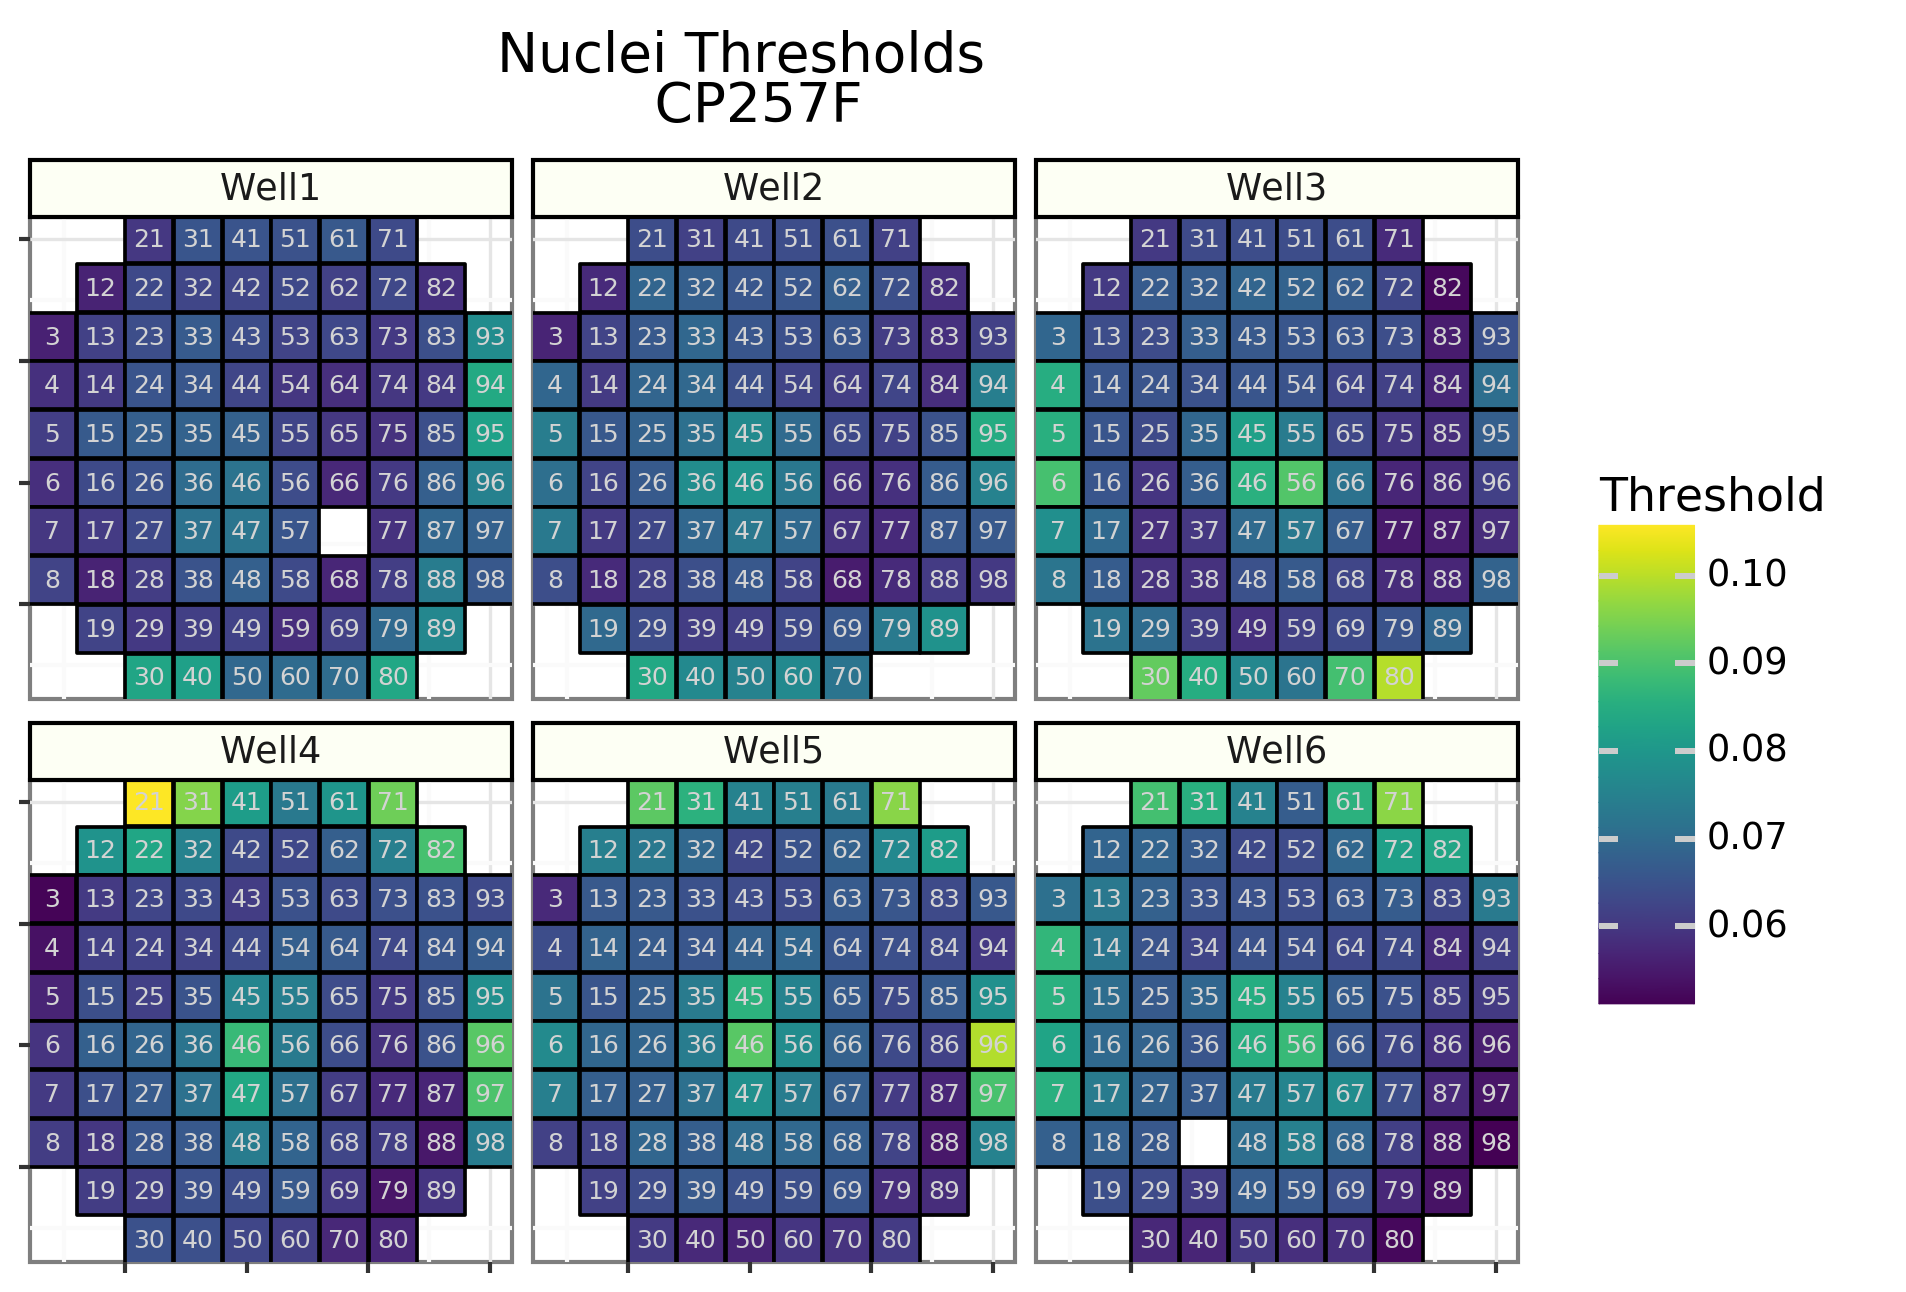 Nuclei Thresholds
CP257F
Well1 Well2 Well3
21 31 41 51 61 71 21 31 41 51 61 71 21 31 41 51 61 71
12 22 32 42 52 62 72 82 12 22 32 42 52 62 72 82 12 22 32 42 52 62 72 82
3 13 23 33 43 53 63 73 83 93 3 13 23 33 43 53 63 73 83 93 3 13 23 33 43 53 63 73 83 93
4 14 24 34 44 54 64 74 84 94 4 14 24 34 44 54 64 74 84 94 4 14 24 34 44 54 64 74 84 94
5 15 25 35 45 55 65 75 85 95 5 15 25 35 45 55 65 75 85 95 5 15 25 35 45 55 65 75 85 95
6 16 26 36 46 56 66 76 86 96 6 16 26 36 46 56 66 76 86 96 6 16 26 36 46 56 66 76 86 96
7 17 27 37 47 57 77 87 97 7 17 27 37 47 57 67 77 87 97 7 17 27 37 47 57 67 77 87 97
8 18 28 38 48 58 68 78 88 98 8 18 28 38 48 58 68 78 88 98 8 18 28 38 48 58 68 78 88 98
19 29 39 49 59 69 79 89 19 29 39 49 59 69 79 89 19 29 39 49 59 69 79 89
30 40 50 60 70 80 30 40 50 60 70 30 40 50 60 70 80
Well4 Well5 Well6
21 31 41 51 61 71 21 31 41 51 61 71 21 31 41 51 61 71
12 22 32 42 52 62 72 82 12 22 32 42 52 62 72 82 12 22 32 42 52 62 72 82
3 13 23 33 43 53 63 73 83 93 3 13 23 33 43 53 63 73 83 93 3 13 23 33 43 53 63 73 83 93
4 14 24 34 44 54 64 74 84 94 4 14 24 34 44 54 64 74 84 94 4 14 24 34 44 54 64 74 84 94
5 15 25 35 45 55 65 75 85 95 5 15 25 35 45 55 65 75 85 95 5 15 25 35 45 55 65 75 85 95
6 16 26 36 46 56 66 76 86 96 6 16 26 36 46 56 66 76 86 96 6 16 26 36 46 56 66 76 86 96
7 17 27 37 47 57 67 77 87 97 7 17 27 37 47 57 67 77 87 97 7 17 27 37 47 57 67 77 87 97
8 18 28 38 48 58 68 78 88 98 8 18 28 38 48 58 68 78 88 98 8 18 28 48 58 68 78 88 98
19 29 39 49 59 69 79 89 19 29 39 49 59 69 79 89 19 29 39 49 59 69 79 89
30 40 50 60 70 80 30 40 50 60 70 80 30 40 50 60 70 80
Threshold
0.10
0.09
0.08
0.07
0.06